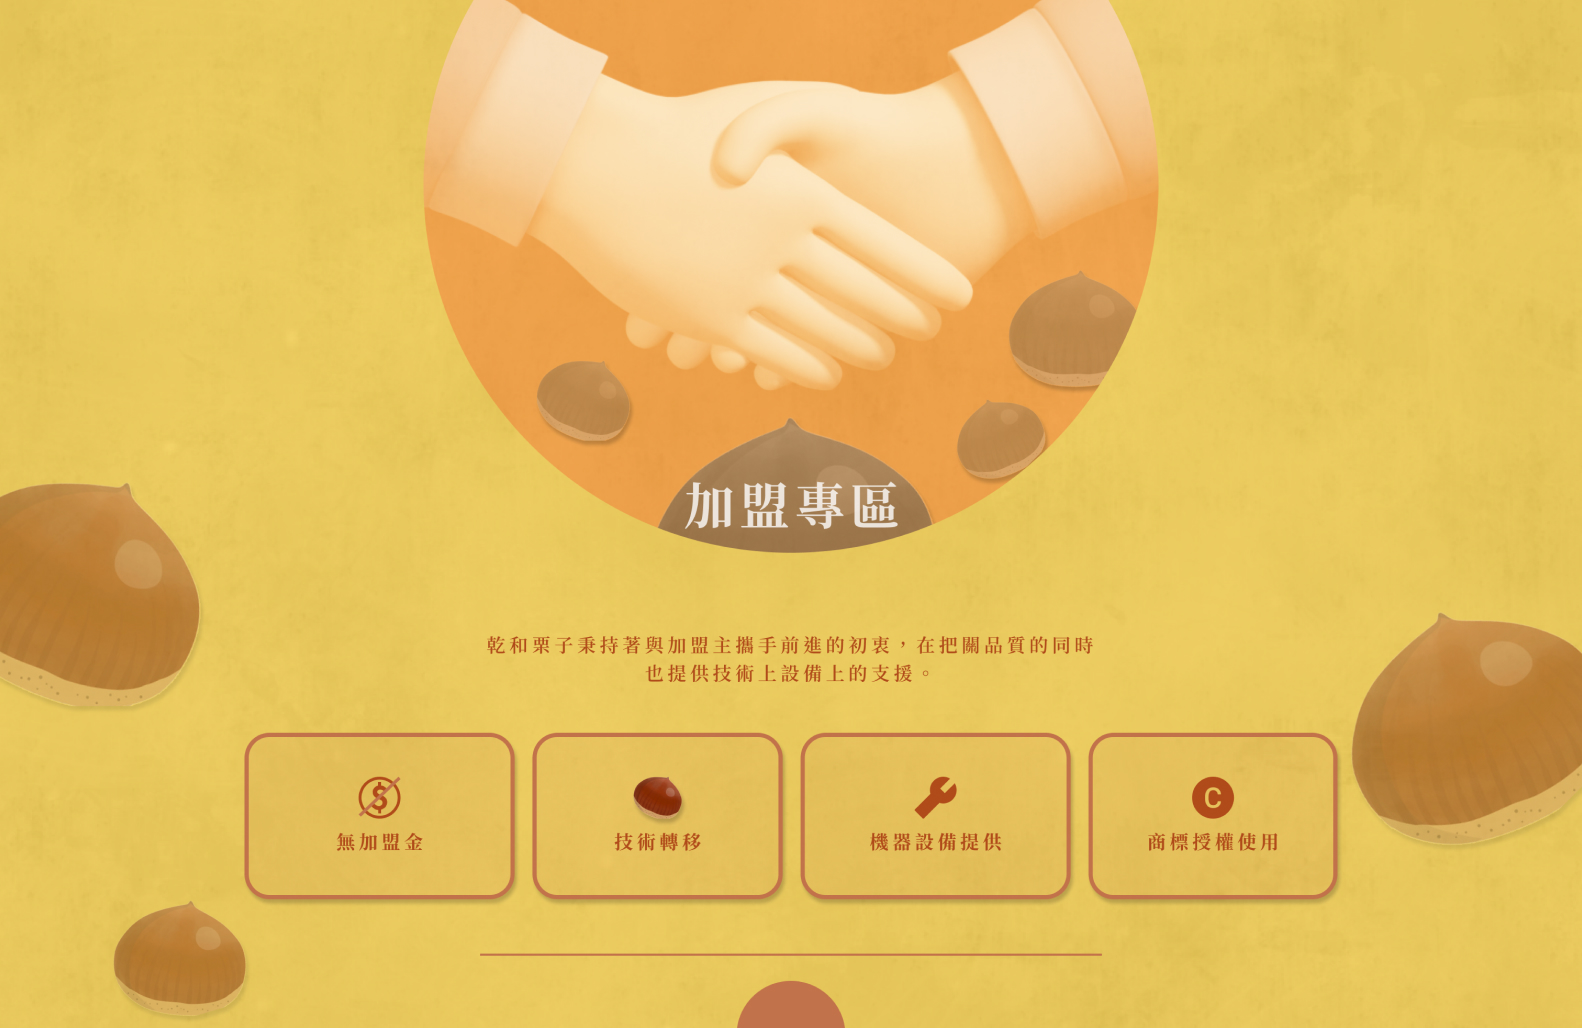 加盟專區
乾和栗子秉持著與加盟主攜手前進的初衷，在把關品質的同時
也提供技術上設備上的支援。
無加盟金
技術轉移
機器設備提供
C
商標授權使用